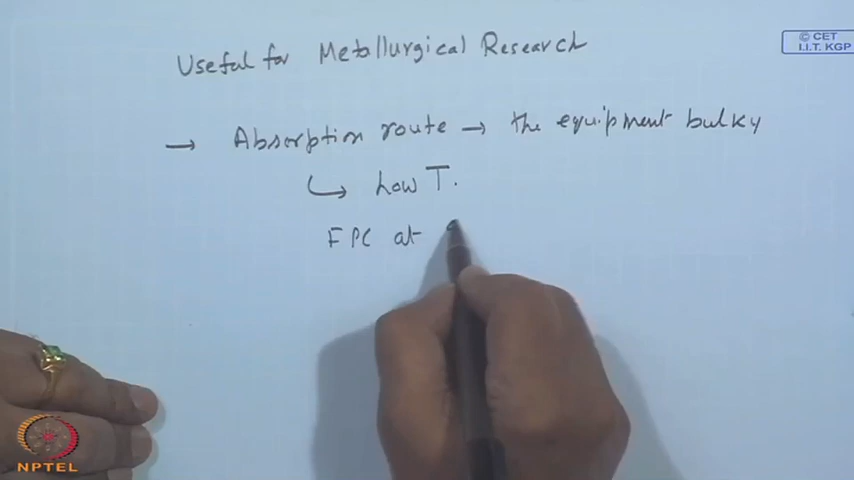 © CET
I.I.T. KGP
Useful for Metallurgical Research
→ Absorption route → the equipment bulky
↳ Low T.
FPC at
NPTEL